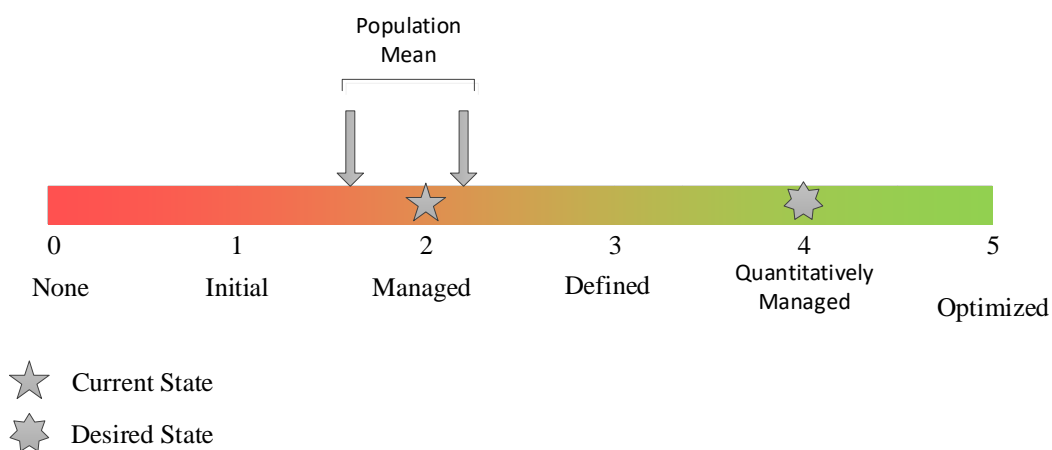 Population
Mean
0 1 2 3 4 5
None Initial Managed Defined Quantitatively
Managed Optimized
Current State
Desired State